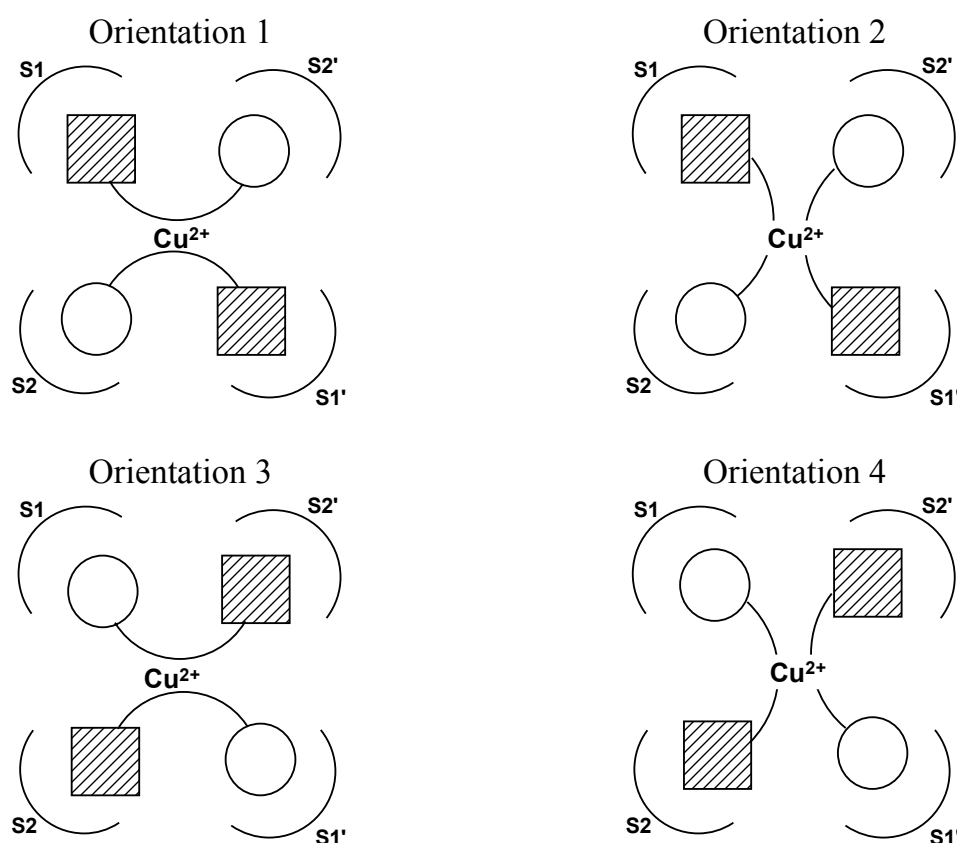 Orientation 1
S1
S2'
Cu²⁺
S2
S1'
Orientation 2
S1
S2'
Cu²⁺
S2
S1'
Orientation 3
S1
S2'
Cu²⁺
S2
S1'
Orientation 4
S1
S2'
Cu²⁺
S2
S1'